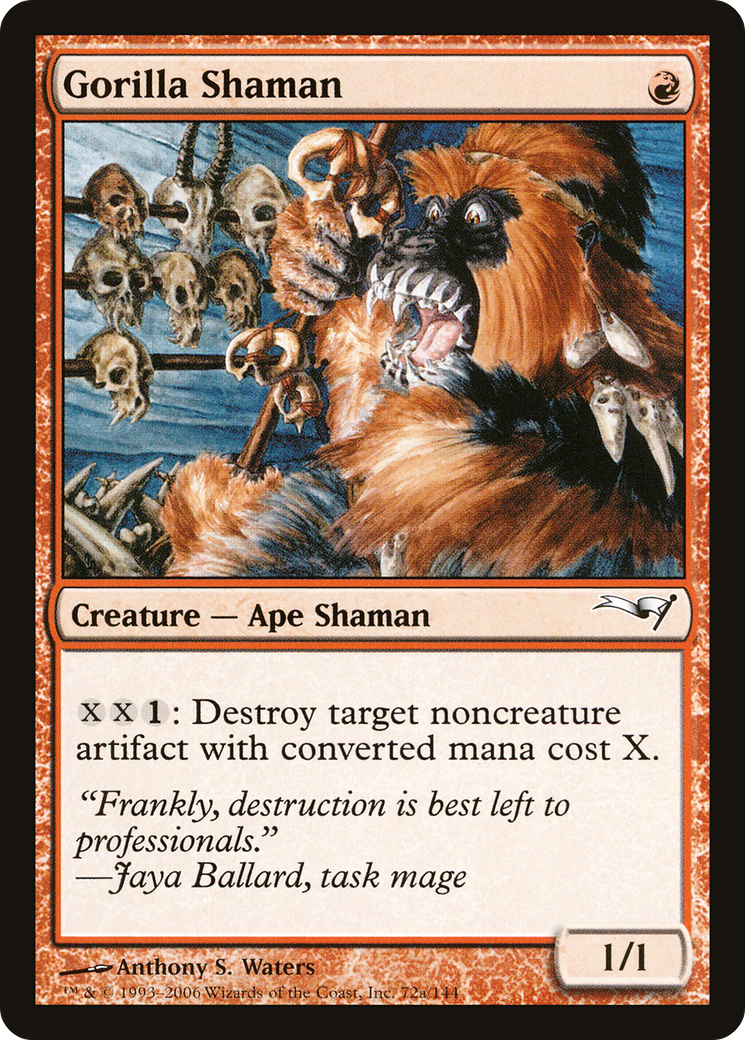 Gorilla Shaman
Creature — Ape Shaman
X X 1: Destroy target noncreature
artifact with converted mana cost X.
“Frankly, destruction is best left to
professionals.”
—Jaya Ballard, task mage
1/1
Anthony S. Waters
™ & © 1993–2006 Wizards of the Coast, Inc. 72a/144